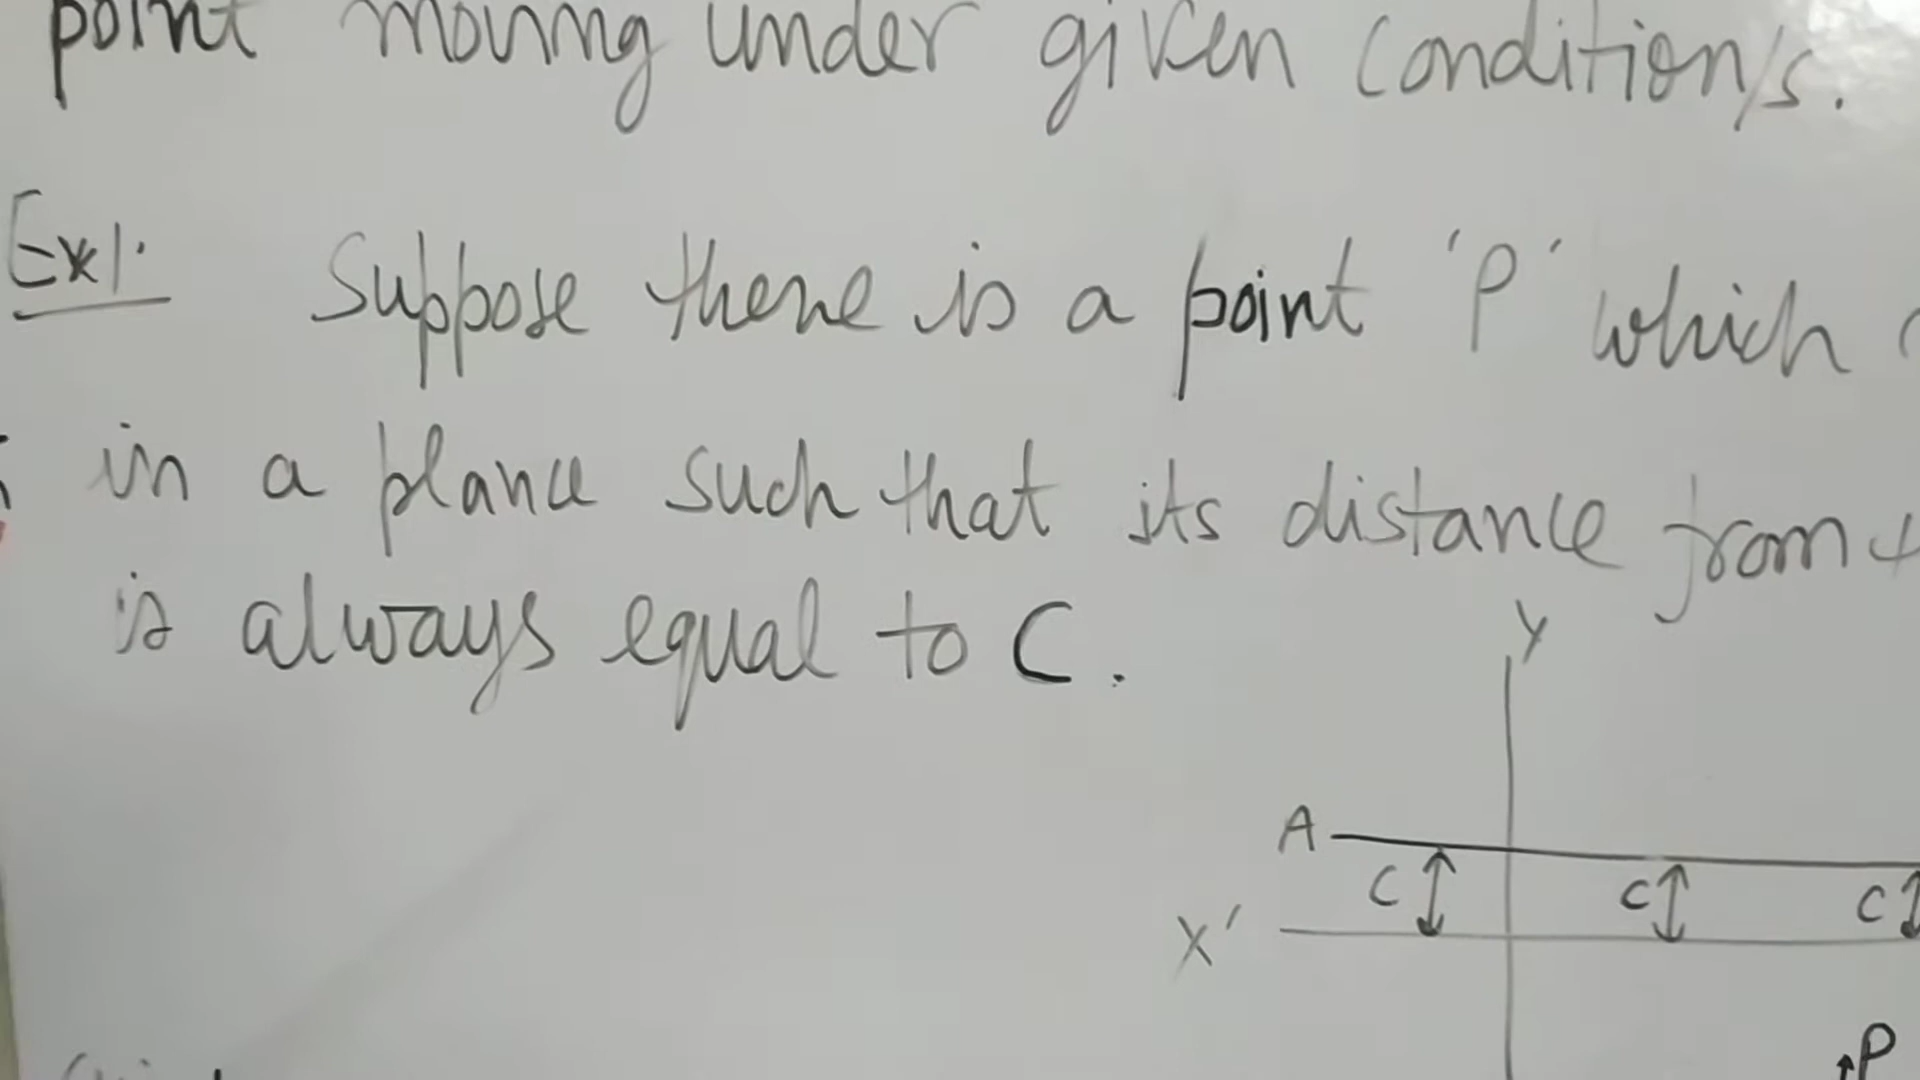 point moving under given condition/s.
Ex1. Suppose there is a point 'P' which
in a plane such that its distance from
is always equal to C.
Y
A
C C C
X'
P